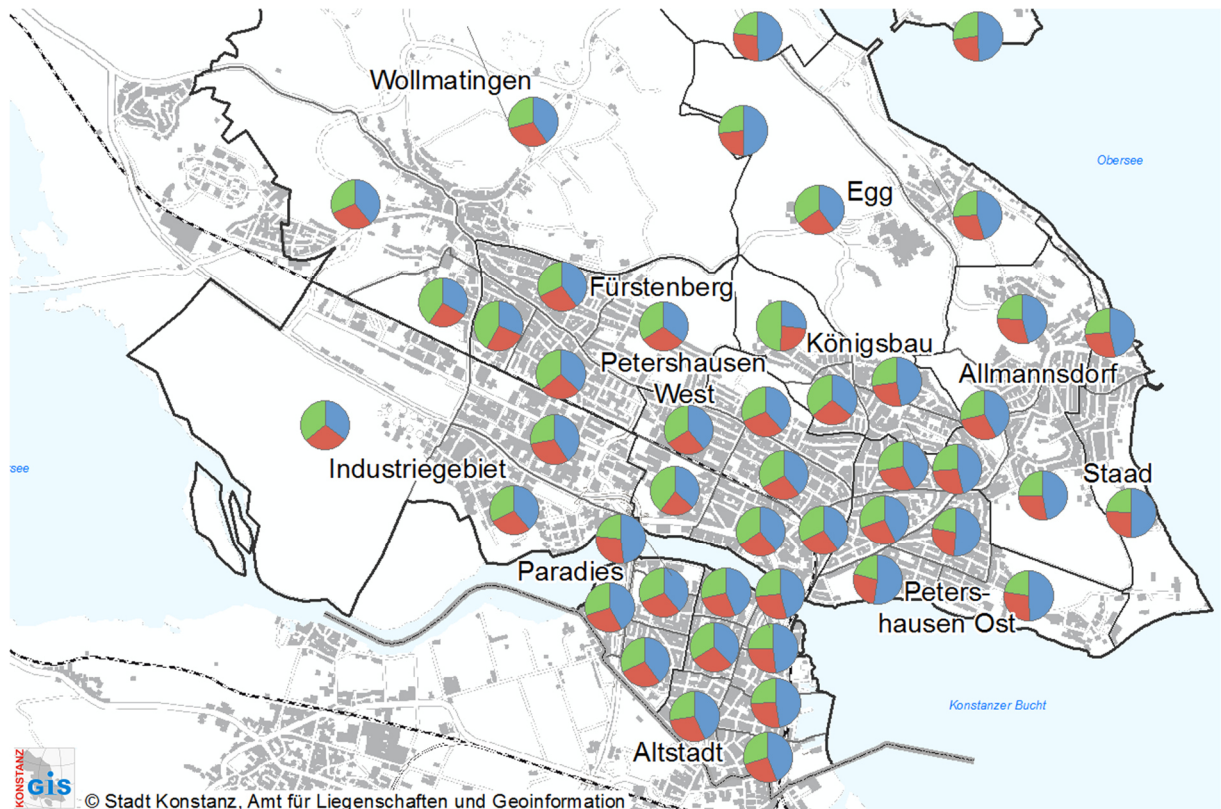 Wollmatingen
Obersee
Egg
Fürstenberg
Königsbau
Petershausen
West
Allmannsdorf
Industriegebiet
see
Staad
Paradies
Peters-
hausen Ost
Konstanzer Bucht
Altstadt
KONSTANZ
GIS
© Stadt Konstanz, Amt für Liegenschaften und Geoinformation